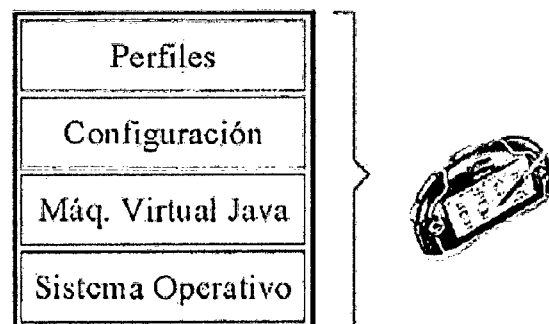 Perfiles
Configuración
Máq. Virtual Java
Sistema Operativo